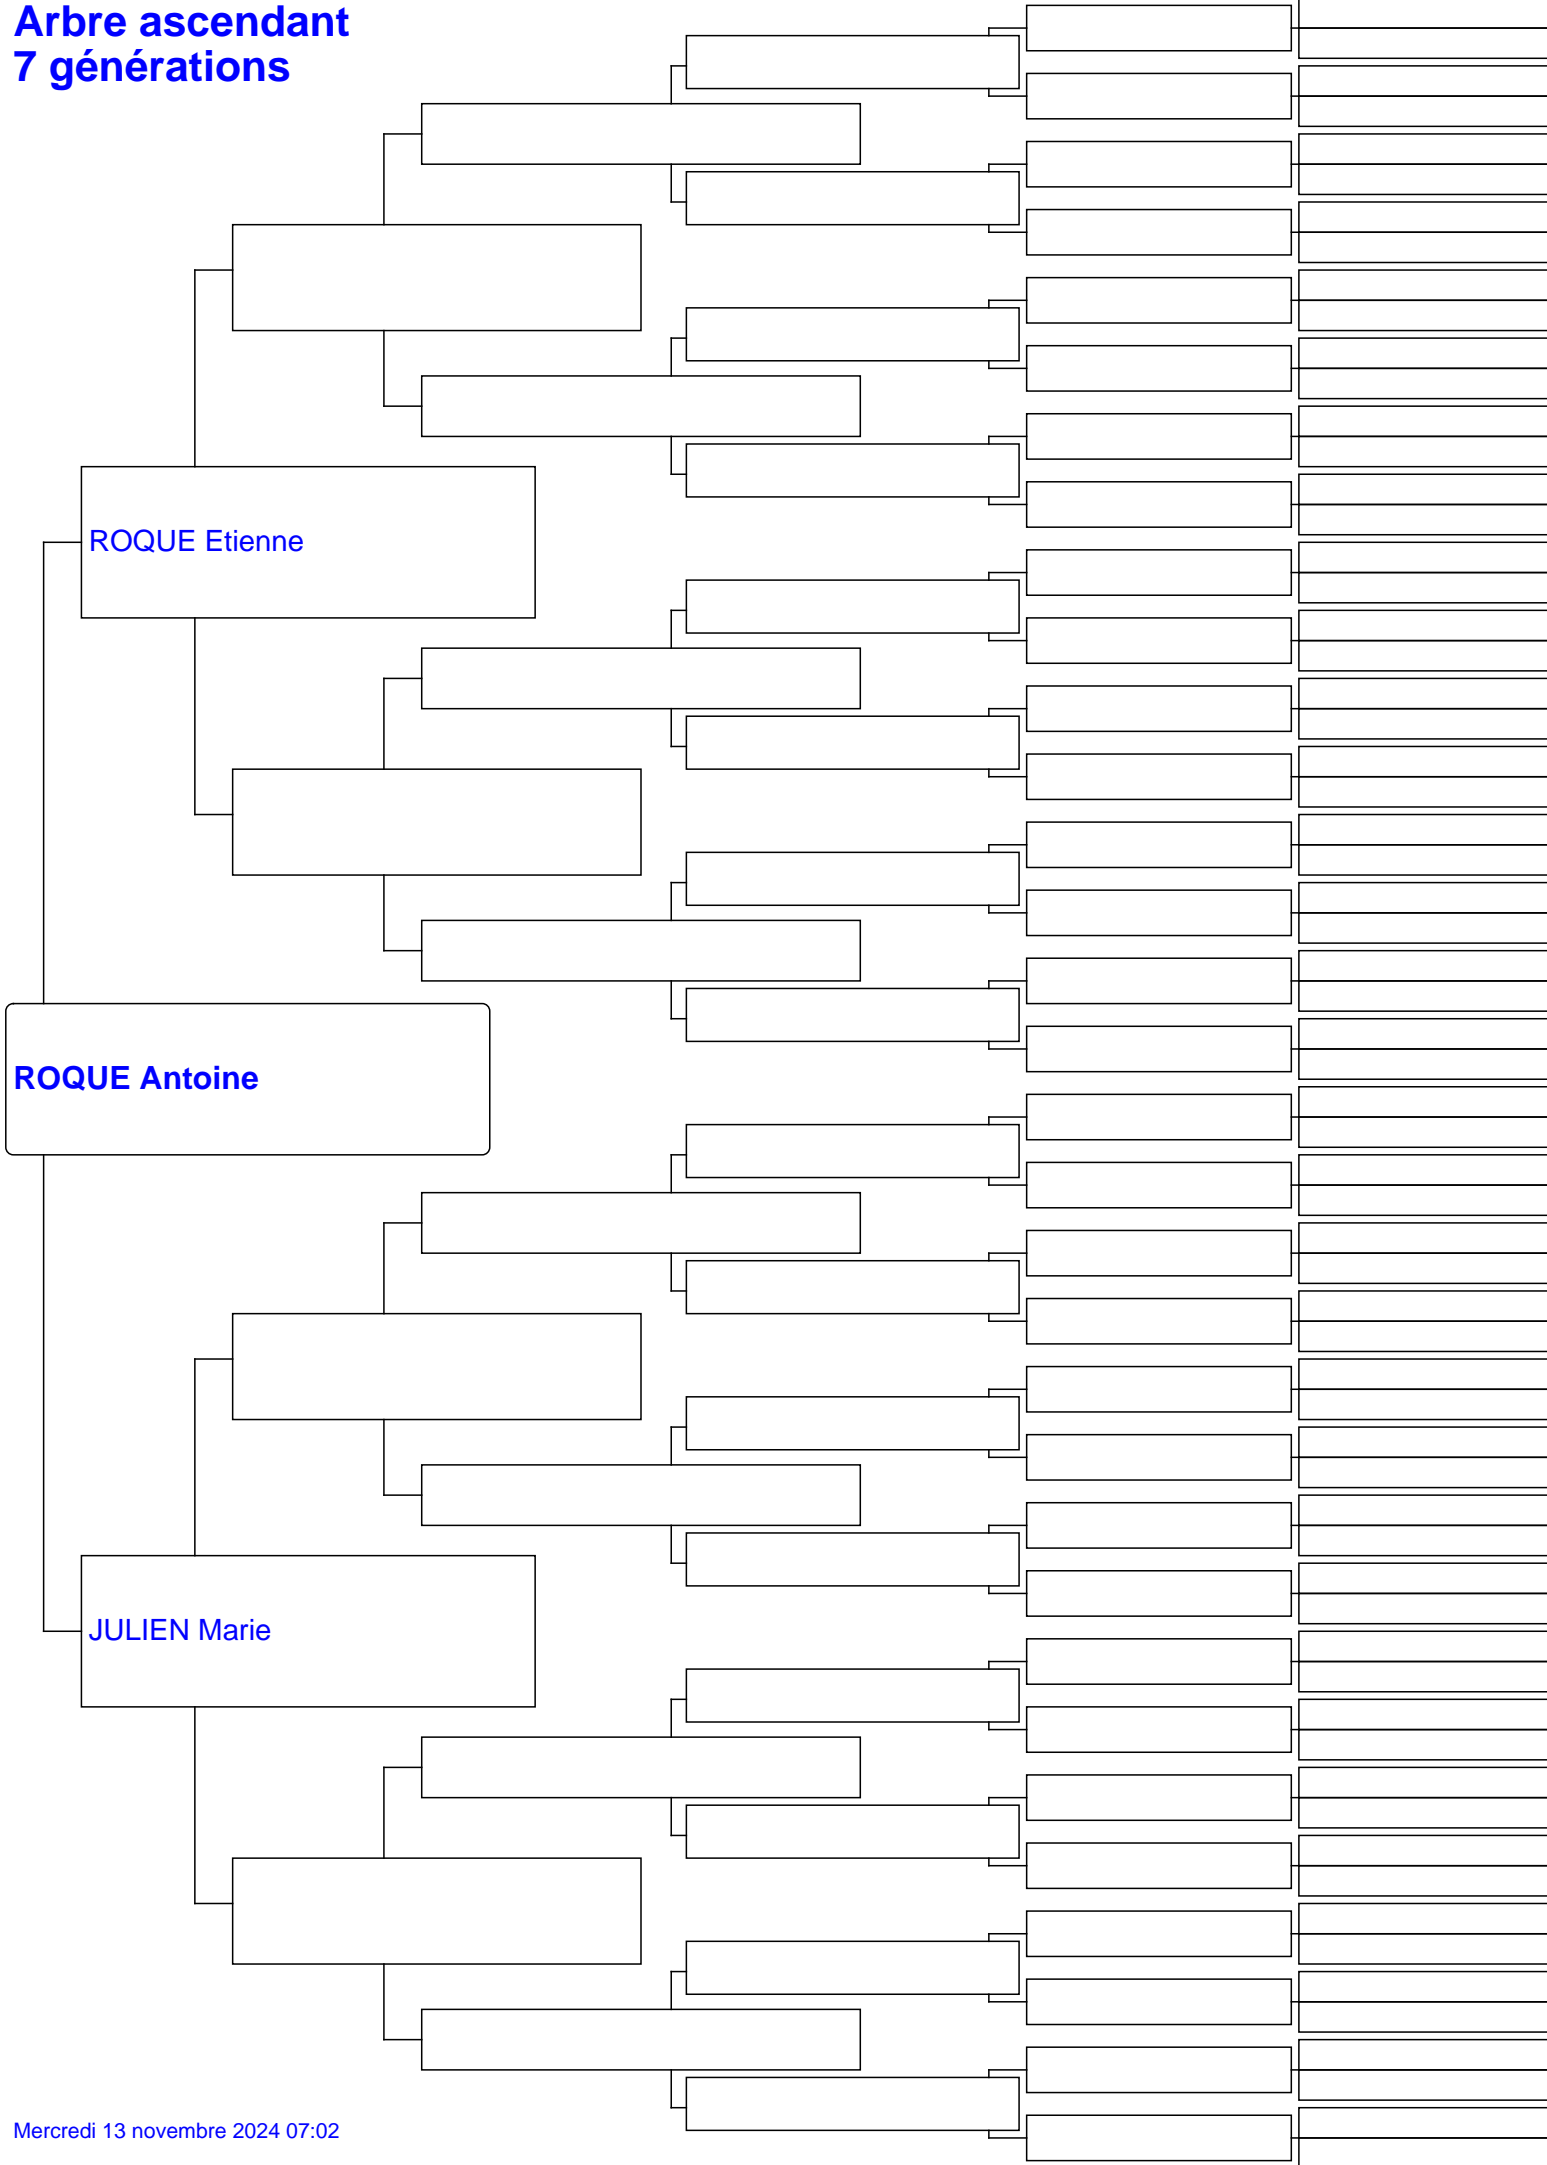 Arbre ascendant
7 générations
ROQUE Etienne
ROQUE Antoine
JULIEN Marie
Mercredi 13 novembre 2024 07:02